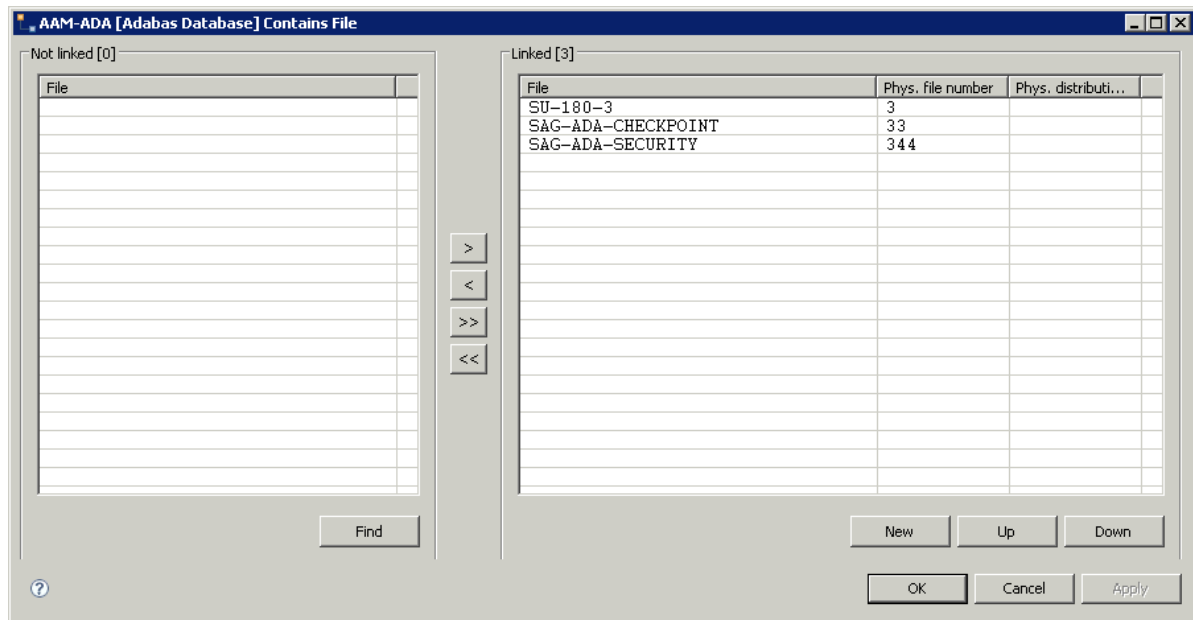 AAM-ADA [Adabas Database] Contains File
Not linked [0]
File
>
<
>>
<<
Find
Linked [3]
File Phys. file number Phys. distributi...
SU-180-3 3
SAG-ADA-CHECKPOINT 33
SAG-ADA-SECURITY 344
New Up Down
? OK Cancel Apply